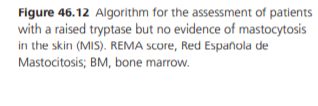 Figure 46.12 Algorithm for the assessment of patients
with a raised tryptase but no evidence of mastocytosis
in the skin (MIS). REMA score, Red Española de
Mastocitosis; BM, bone marrow.